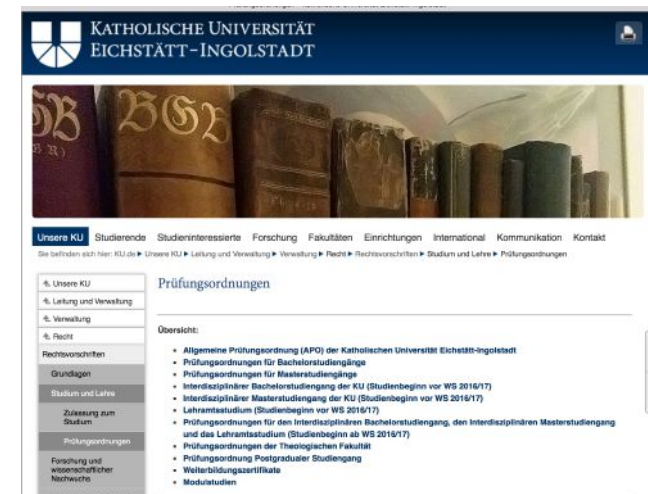 KATHOLISCHE UNIVERSITÄT
EICHSTÄTT-INGOLSTADT
BGB
BGB
Unsere KU Studierende Studieninteressierte Forschung Fakultäten Einrichtungen International Kommunikation Kontakt
Sie befinden sich hier: KU.de ▶ Unsere KU ▶ Leitung und Verwaltung ▶ Verwaltung ▶ Recht ▶ Rechtsvorschriften ▶ Studium und Lehre ▶ Prüfungsordnungen
Unsere KU
Leitung und Verwaltung
Verwaltung
Recht
Rechtsvorschriften
Grundlagen
Studium und Lehre
Zulassung zum
Studium
Prüfungsordnungen
Forschung und
wissenschaftlicher
Nachwuchs
Prüfungsordnungen
Übersicht:
• Allgemeine Prüfungsordnung (APO) der Katholischen Universität Eichstätt-Ingolstadt
• Prüfungsordnungen für Bachelorstudiengänge
• Prüfungsordnungen für Masterstudiengänge
• Interdisziplinärer Bachelorstudiengang der KU (Studienbeginn vor WS 2016/17)
• Interdisziplinärer Masterstudiengang der KU (Studienbeginn vor WS 2016/17)
• Lehramtsstudium (Studienbeginn vor WS 2016/17)
• Prüfungsordnungen für den Interdisziplinären Bachelorstudiengang, den Interdisziplinären Masterstudiengang
und das Lehramtsstudium (Studienbeginn ab WS 2016/17)
• Prüfungsordnungen der Theologischen Fakultät
• Prüfungsordnung Postgradualer Studiengang
• Weiterbildungszertifikate
• Modulstudien